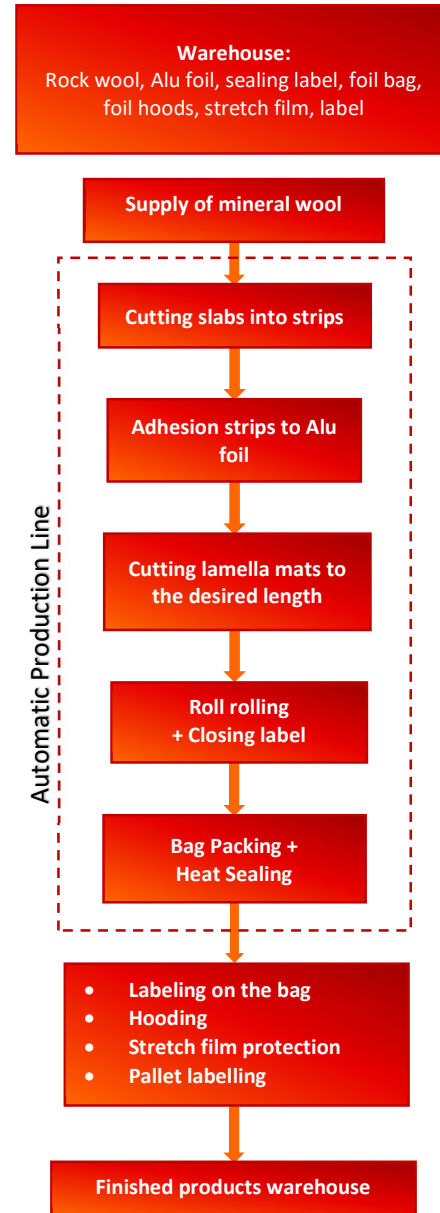 Warehouse:
Rock wool, Alu foil, sealing label, foil bag,
foil hoods, stretch film, label
Supply of mineral wool
Automatic Production Line
Cutting slabs into strips
Adhesion strips to Alu
foil
Cutting lamella mats to
the desired length
Roll rolling
+ Closing label
Bag Packing +
Heat Sealing
• Labeling on the bag
• Hooding
• Stretch film protection
• Pallet labelling
Finished products warehouse